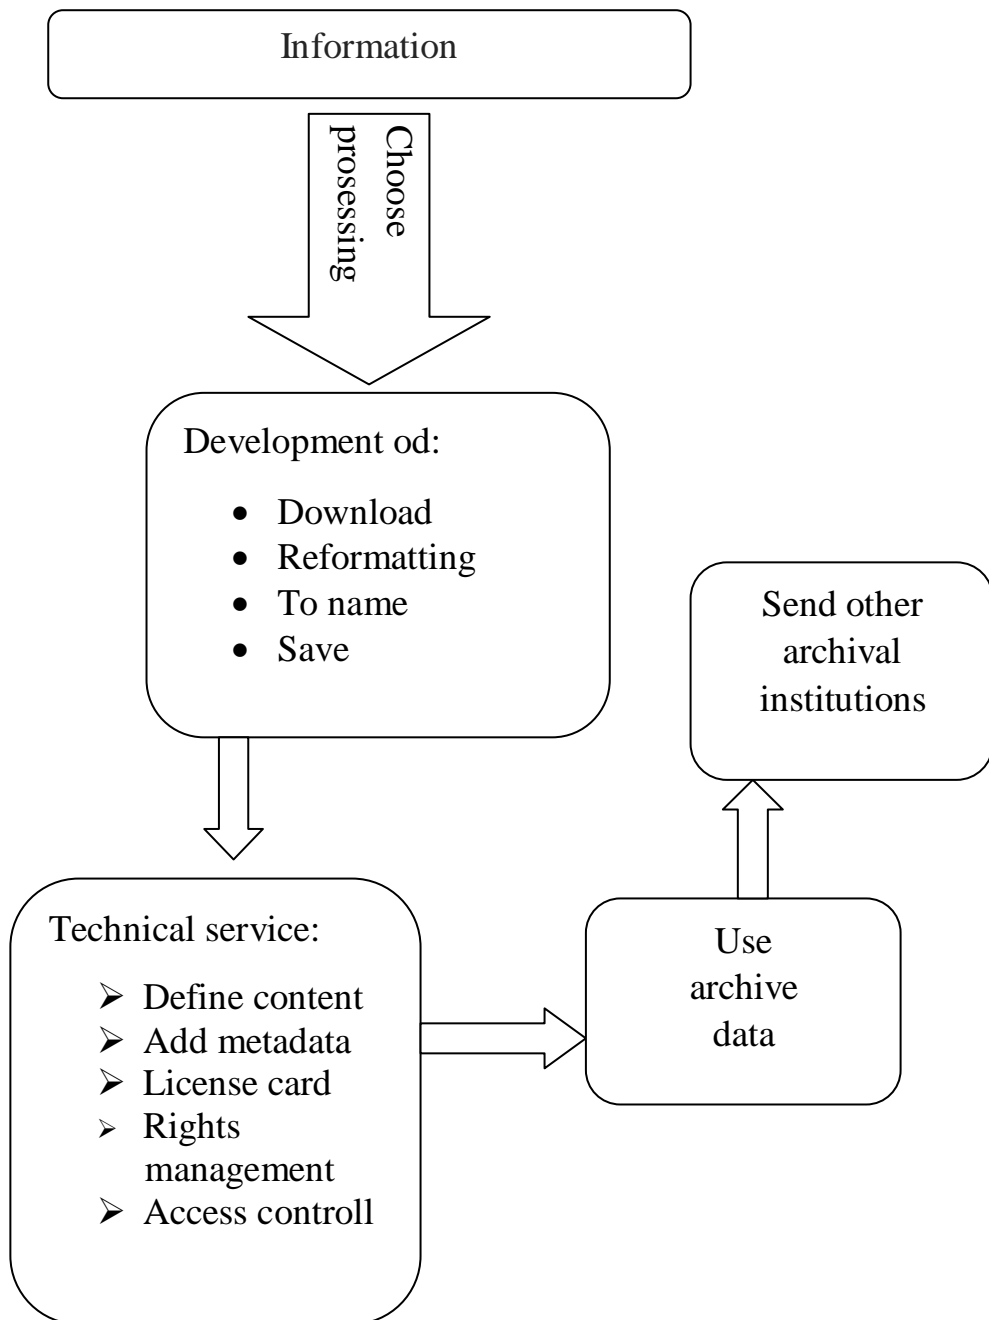 Information
Choose
prosessing
Development od:
• Download
• Reformatting
• To name
• Save
Send other
archival
institutions
Technical service:
➢ Define content
➢ Add metadata
➢ License card
➢ Rights
management
➢ Access controll
Use
archive
data